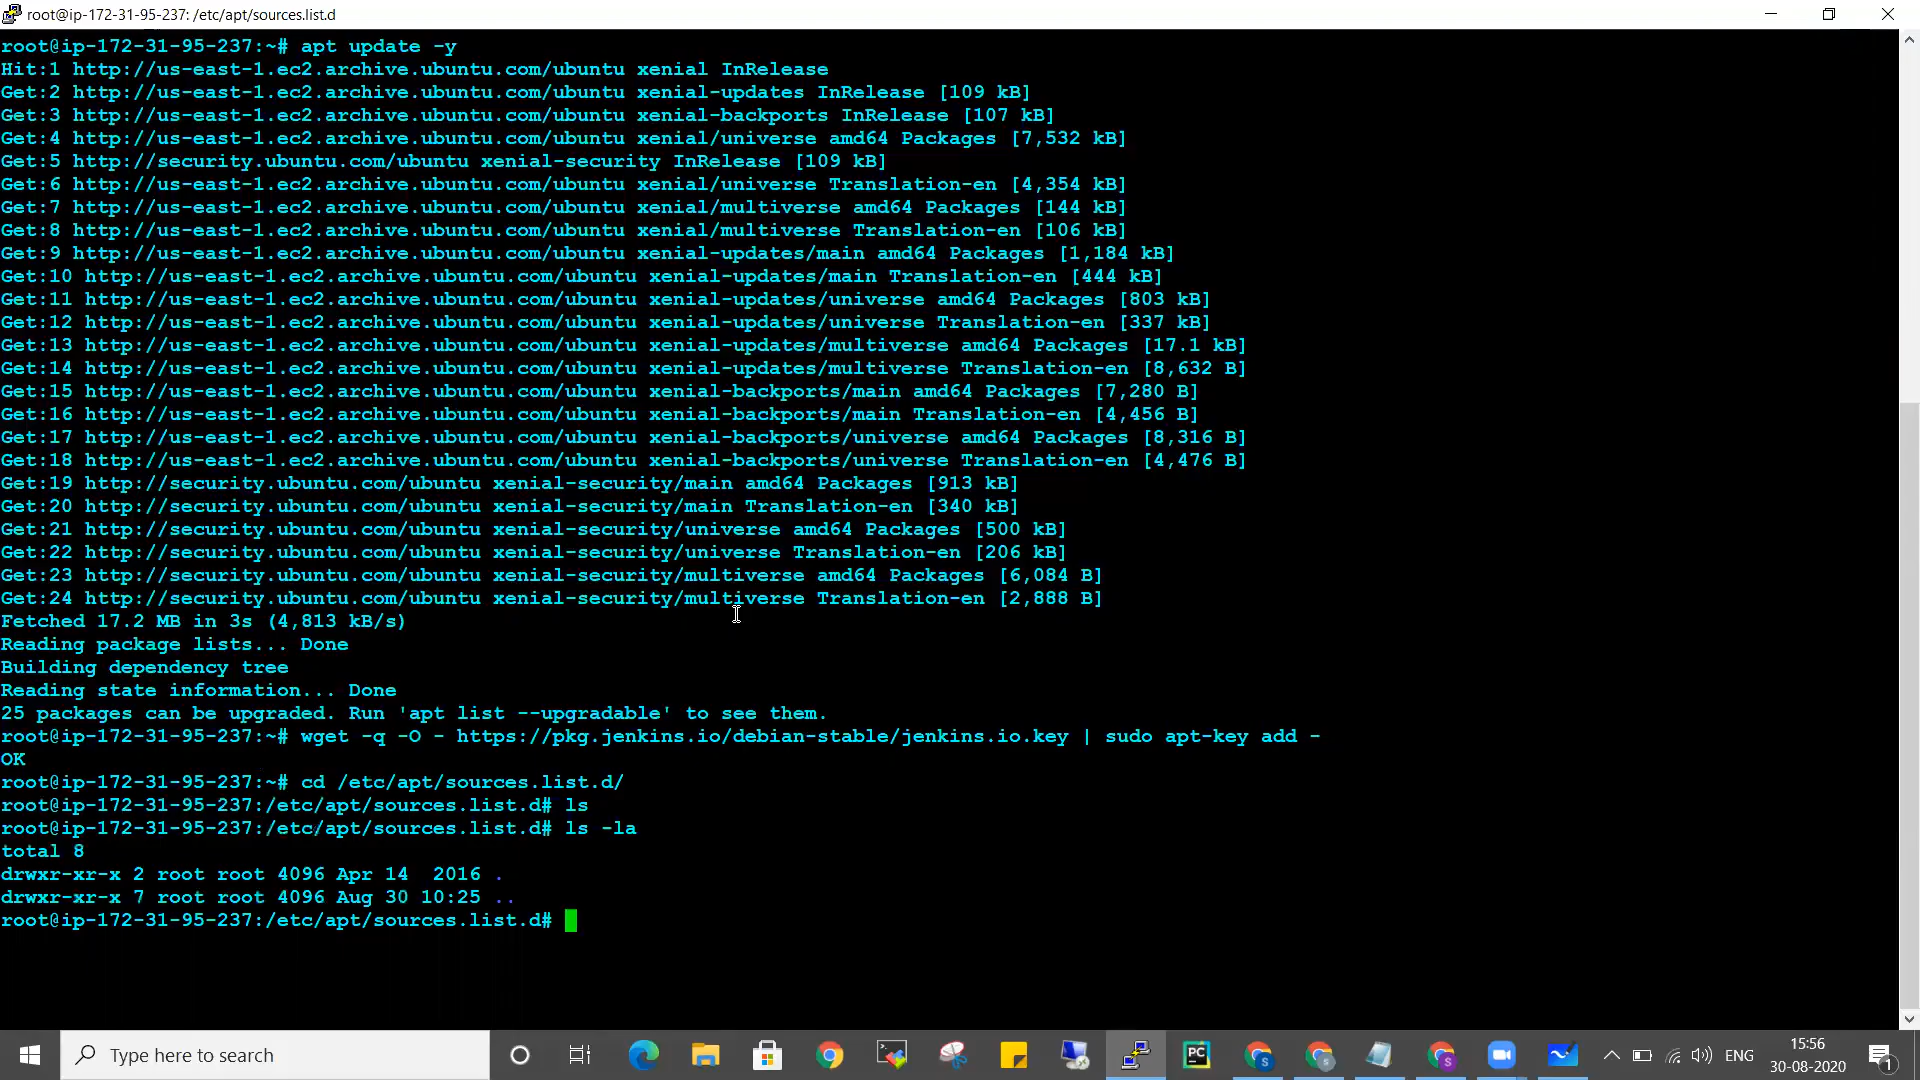 root@ip-172-31-95-237: /etc/apt/sources.list.d
root@ip-172-31-95-237:~# apt update -y
Hit:1 http://us-east-1.ec2.archive.ubuntu.com/ubuntu xenial InRelease
Get:2 http://us-east-1.ec2.archive.ubuntu.com/ubuntu xenial-updates InRelease [109 kB]
Get:3 http://us-east-1.ec2.archive.ubuntu.com/ubuntu xenial-backports InRelease [107 kB]
Get:4 http://us-east-1.ec2.archive.ubuntu.com/ubuntu xenial/universe amd64 Packages [7,532 kB]
Get:5 http://security.ubuntu.com/ubuntu xenial-security InRelease [109 kB]
Get:6 http://us-east-1.ec2.archive.ubuntu.com/ubuntu xenial/universe Translation-en [4,354 kB]
Get:7 http://us-east-1.ec2.archive.ubuntu.com/ubuntu xenial/multiverse amd64 Packages [144 kB]
Get:8 http://us-east-1.ec2.archive.ubuntu.com/ubuntu xenial/multiverse Translation-en [106 kB]
Get:9 http://us-east-1.ec2.archive.ubuntu.com/ubuntu xenial-updates/main amd64 Packages [1,184 kB]
Get:10 http://us-east-1.ec2.archive.ubuntu.com/ubuntu xenial-updates/main Translation-en [444 kB]
Get:11 http://us-east-1.ec2.archive.ubuntu.com/ubuntu xenial-updates/universe amd64 Packages [803 kB]
Get:12 http://us-east-1.ec2.archive.ubuntu.com/ubuntu xenial-updates/universe Translation-en [337 kB]
Get:13 http://us-east-1.ec2.archive.ubuntu.com/ubuntu xenial-updates/multiverse amd64 Packages [17.1 kB]
Get:14 http://us-east-1.ec2.archive.ubuntu.com/ubuntu xenial-updates/multiverse Translation-en [8,632 B]
Get:15 http://us-east-1.ec2.archive.ubuntu.com/ubuntu xenial-backports/main amd64 Packages [7,280 B]
Get:16 http://us-east-1.ec2.archive.ubuntu.com/ubuntu xenial-backports/main Translation-en [4,456 B]
Get:17 http://us-east-1.ec2.archive.ubuntu.com/ubuntu xenial-backports/universe amd64 Packages [8,316 B]
Get:18 http://us-east-1.ec2.archive.ubuntu.com/ubuntu xenial-backports/universe Translation-en [4,476 B]
Get:19 http://security.ubuntu.com/ubuntu xenial-security/main amd64 Packages [913 kB]
Get:20 http://security.ubuntu.com/ubuntu xenial-security/main Translation-en [340 kB]
Get:21 http://security.ubuntu.com/ubuntu xenial-security/universe amd64 Packages [500 kB]
Get:22 http://security.ubuntu.com/ubuntu xenial-security/universe Translation-en [206 kB]
Get:23 http://security.ubuntu.com/ubuntu xenial-security/multiverse amd64 Packages [6,084 B]
Get:24 http://security.ubuntu.com/ubuntu xenial-security/multiverse Translation-en [2,888 B]
Fetched 17.2 MB in 3s (4,813 kB/s)
Reading package lists... Done
Building dependency tree
Reading state information... Done
25 packages can be upgraded. Run 'apt list --upgradable' to see them.
root@ip-172-31-95-237:~# wget -q -O - https://pkg.jenkins.io/debian-stable/jenkins.io.key | sudo apt-key add -
OK
root@ip-172-31-95-237:~# cd /etc/apt/sources.list.d/
root@ip-172-31-95-237:/etc/apt/sources.list.d# ls
root@ip-172-31-95-237:/etc/apt/sources.list.d# ls -la
total 8
drwxr-xr-x 2 root root 4096 Apr 14  2016 .
drwxr-xr-x 7 root root 4096 Aug 30 10:25 ..
root@ip-172-31-95-237:/etc/apt/sources.list.d#
Type here to search
PC
S
S
S
ENG
15:56
30-08-2020
1